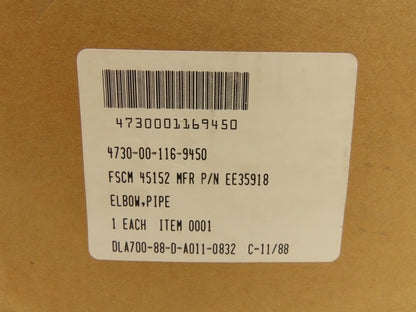 4730001169450
4730-00-116-9450
FSCM 45152 MFR P/N EE35918
ELBOW,PIPE
1 EACH ITEM 0001
DLA700-88-D-A011-0832 C-11/88